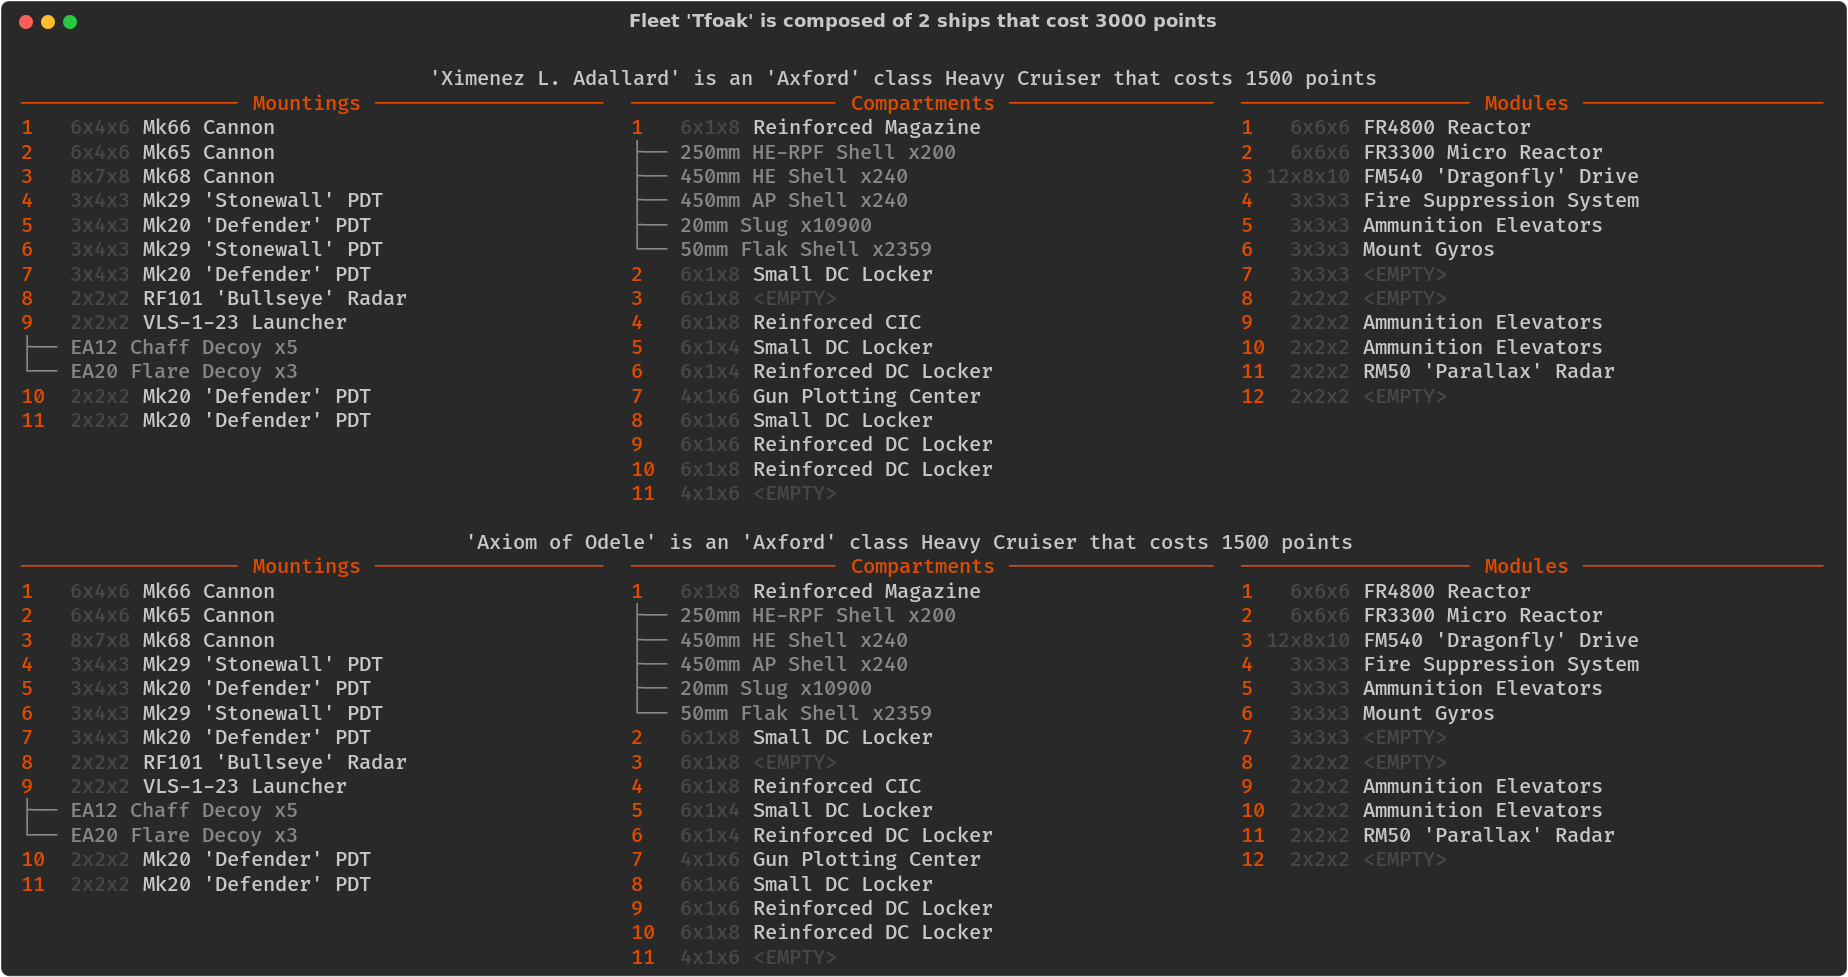 Fleet 'Tfoak' is composed of 2 ships that cost 3000 points
'Ximenez L. Adallard' is an 'Axford' class Heavy Cruiser that costs 1500 points
Mountings
1 6x4x6 Mk66 Cannon
2 6x4x6 Mk65 Cannon
3 8x7x8 Mk68 Cannon
4 3x4x3 Mk29 'Stonewall' PDT
5 3x4x3 Mk20 'Defender' PDT
6 3x4x3 Mk29 'Stonewall' PDT
7 3x4x3 Mk20 'Defender' PDT
8 2x2x2 RF101 'Bullseye' Radar
9 2x2x2 VLS-1-23 Launcher
EA12 Chaff Decoy x5
EA20 Flare Decoy x3
10 2x2x2 Mk20 'Defender' PDT
11 2x2x2 Mk20 'Defender' PDT
Compartments
1 6x1x8 Reinforced Magazine
250mm HE-RPF Shell x200
450mm HE Shell x240
450mm AP Shell x240
20mm Slug x10900
50mm Flak Shell x2359
2 6x1x8 Small DC Locker
3 6x1x8 <EMPTY>
4 6x1x8 Reinforced CIC
5 6x1x4 Small DC Locker
6 6x1x4 Reinforced DC Locker
7 4x1x6 Gun Plotting Center
8 6x1x6 Small DC Locker
9 6x1x6 Reinforced DC Locker
10 6x1x8 Reinforced DC Locker
11 4x1x6 <EMPTY>
Modules
1 6x6x6 FR4800 Reactor
2 6x6x6 FR3300 Micro Reactor
3 12x8x10 FM540 'Dragonfly' Drive
4 3x3x3 Fire Suppression System
5 3x3x3 Ammunition Elevators
6 3x3x3 Mount Gyros
7 3x3x3 <EMPTY>
8 2x2x2 <EMPTY>
9 2x2x2 Ammunition Elevators
10 2x2x2 Ammunition Elevators
11 2x2x2 RM50 'Parallax' Radar
12 2x2x2 <EMPTY>
'Axiom of Odele' is an 'Axford' class Heavy Cruiser that costs 1500 points
Mountings
1 6x4x6 Mk66 Cannon
2 6x4x6 Mk65 Cannon
3 8x7x8 Mk68 Cannon
4 3x4x3 Mk29 'Stonewall' PDT
5 3x4x3 Mk20 'Defender' PDT
6 3x4x3 Mk29 'Stonewall' PDT
7 3x4x3 Mk20 'Defender' PDT
8 2x2x2 RF101 'Bullseye' Radar
9 2x2x2 VLS-1-23 Launcher
EA12 Chaff Decoy x5
EA20 Flare Decoy x3
10 2x2x2 Mk20 'Defender' PDT
11 2x2x2 Mk20 'Defender' PDT
Compartments
1 6x1x8 Reinforced Magazine
250mm HE-RPF Shell x200
450mm HE Shell x240
450mm AP Shell x240
20mm Slug x10900
50mm Flak Shell x2359
2 6x1x8 Small DC Locker
3 6x1x8 <EMPTY>
4 6x1x8 Reinforced CIC
5 6x1x4 Small DC Locker
6 6x1x4 Reinforced DC Locker
7 4x1x6 Gun Plotting Center
8 6x1x6 Small DC Locker
9 6x1x6 Reinforced DC Locker
10 6x1x8 Reinforced DC Locker
11 4x1x6 <EMPTY>
Modules
1 6x6x6 FR4800 Reactor
2 6x6x6 FR3300 Micro Reactor
3 12x8x10 FM540 'Dragonfly' Drive
4 3x3x3 Fire Suppression System
5 3x3x3 Ammunition Elevators
6 3x3x3 Mount Gyros
7 3x3x3 <EMPTY>
8 2x2x2 <EMPTY>
9 2x2x2 Ammunition Elevators
10 2x2x2 Ammunition Elevators
11 2x2x2 RM50 'Parallax' Radar
12 2x2x2 <EMPTY>